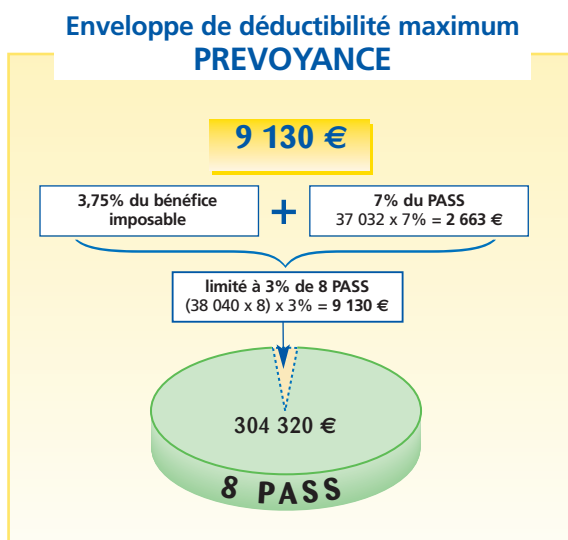 Enveloppe de déductibilité maximum
PREVOYANCE
9 130 €
3,75% du bénéfice
imposable
+
7% du PASS
37 032 x 7% = 2 663 €
limité à 3% de 8 PASS
(38 040 x 8) x 3% = 9 130 €
304 320 €
8 PASS